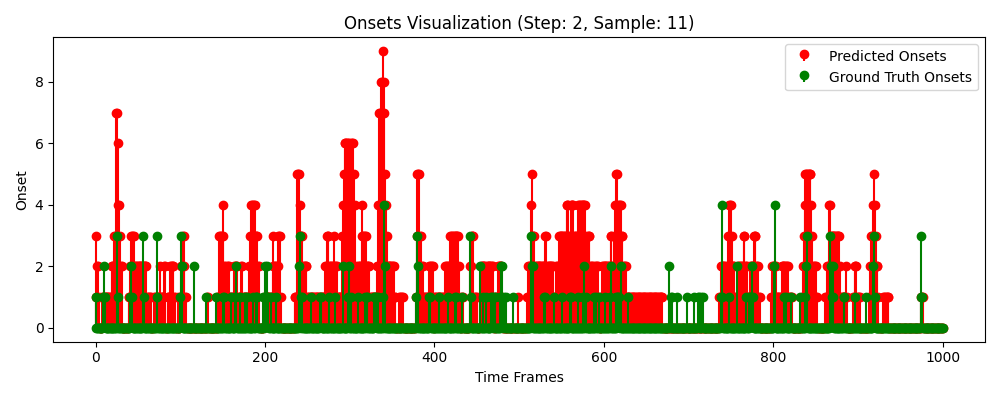 Onsets Visualization (Step: 2, Sample: 11)
Predicted Onsets
Ground Truth Onsets
Onset
8
6
4
2
0
0 200 400 600 800 1000
Time Frames